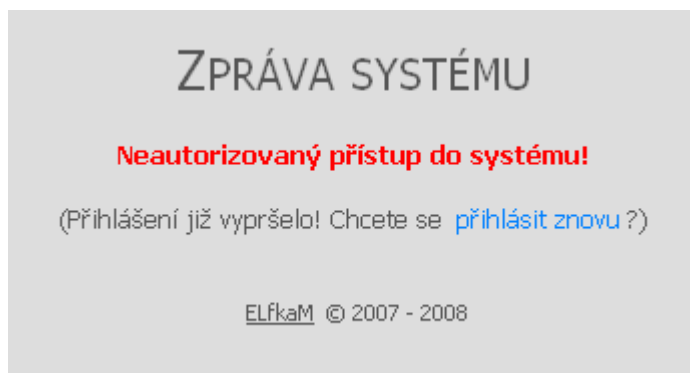 ZPRÁVA SYSTÉMU
Neautorizovaný přístup do systému!
(Přihlášení již vypršelo! Chcete se přihlásit znovu?)
ELfkaM © 2007 - 2008